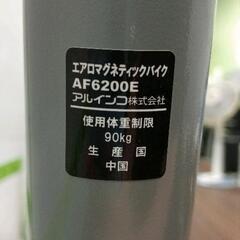 エアロマグネティックバイク
AF6200E
アルインコ株式会社
使用体重制限
90kg
生産国
中国